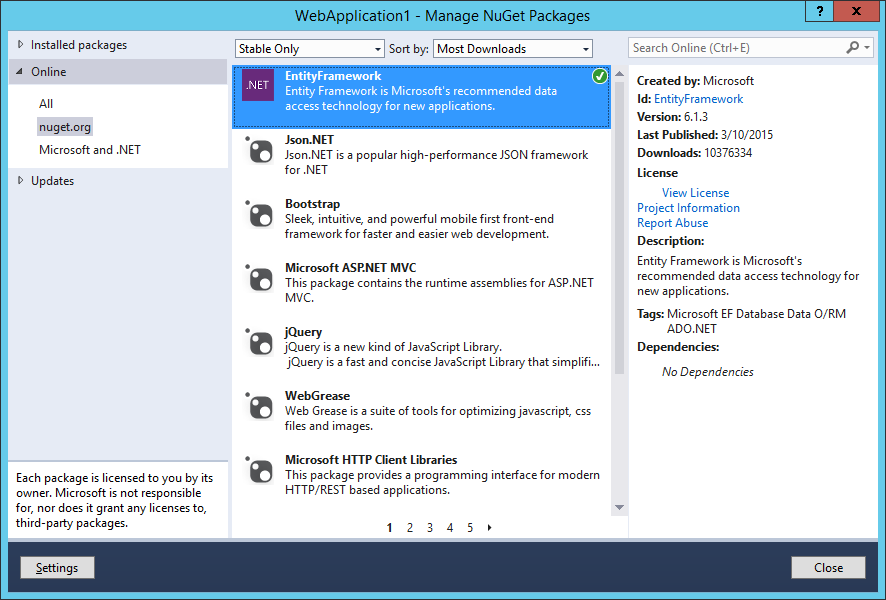 WebApplication1 - Manage NuGet Packages
?
x
Installed packages
Online
All
nuget.org
Microsoft and .NET
Updates
Each package is licensed to you by its
owner. Microsoft is not responsible
for, nor does it grant any licenses to,
third-party packages.
Stable Only
Sort by:
Most Downloads
.NET
EntityFramework
Entity Framework is Microsoft's recommended data
access technology for new applications.
Json.NET
Json.NET is a popular high-performance JSON framework
for .NET
Bootstrap
Sleek, intuitive, and powerful mobile first front-end
framework for faster and easier web development.
Microsoft ASP.NET MVC
This package contains the runtime assemblies for ASP.NET
MVC.
jQuery
jQuery is a new kind of JavaScript Library.
jQuery is a fast and concise JavaScript Library that simplifi...
WebGrease
Web Grease is a suite of tools for optimizing javascript, css
files and images.
Microsoft HTTP Client Libraries
This package provides a programming interface for modern
HTTP/REST based applications.
1 2 3 4 5
Search Online (Ctrl+E)
Created by: Microsoft
Id: EntityFramework
Version: 6.1.3
Last Published: 3/10/2015
Downloads: 10376334
License
View License
Project Information
Report Abuse
Description:
Entity Framework is Microsoft's
recommended data access technology for
new applications.
Tags: Microsoft EF Database Data O/RM
ADO.NET
Dependencies:
No Dependencies
Settings
Close